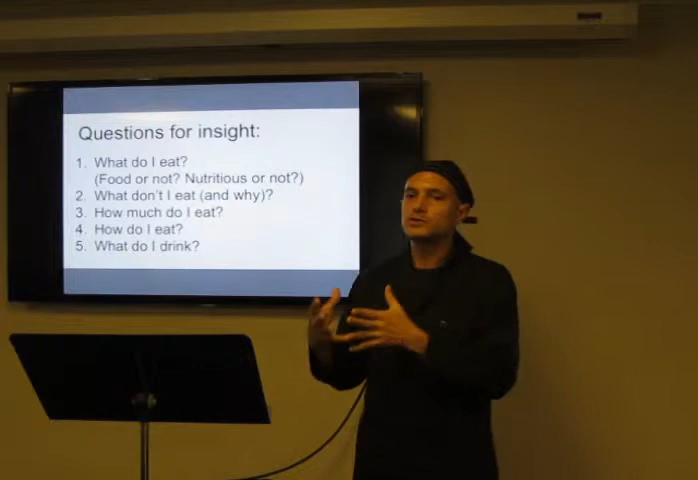 Questions for insight:
1. What do I eat?
(Food or not? Nutritious or not?)
2. What don't I eat (and why)?
3. How much do I eat?
4. How do I eat?
5. What do I drink?